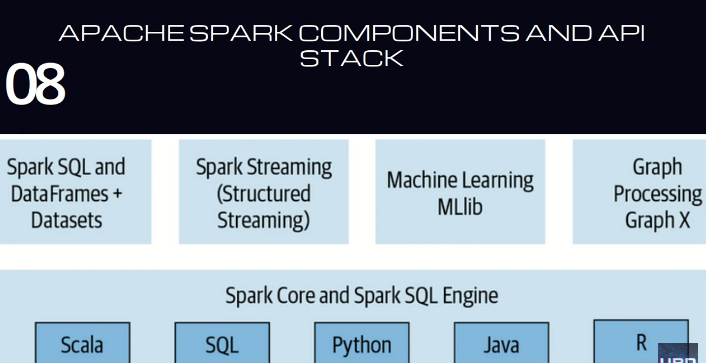 APACHE SPARK COMPONENTS AND API
STACK
08
Spark SQL and
DataFrames +
Datasets
Spark Streaming
(Structured
Streaming)
Machine Learning
MLlib
Graph
Processing
Graph X
Spark Core and Spark SQL Engine
Scala
SQL
Python
Java
R